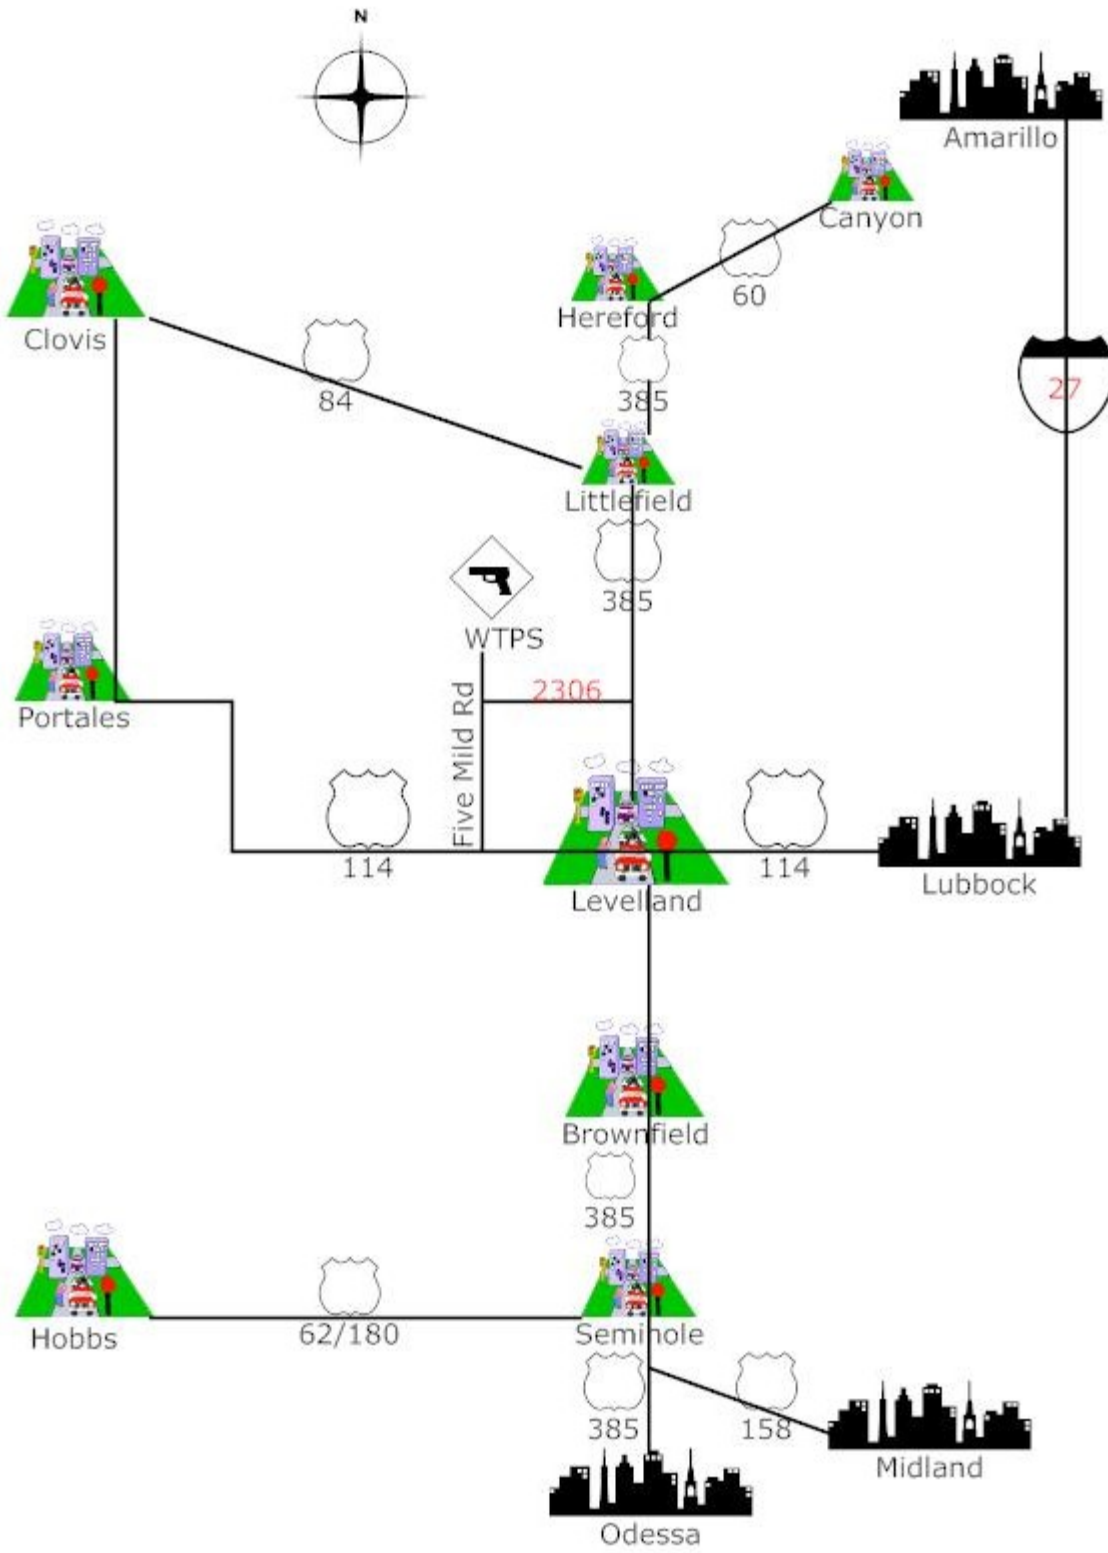 N
Amarillo
Canyon
Hereford
60
Clovis
84
385
27
Littlefield
385
WTPS
2306
Portales
Five Mild Rd
114
114
Levelland
Lubbock
Brownfield
385
Hobbs
62/180
Seminole
385
158
Midland
Odessa